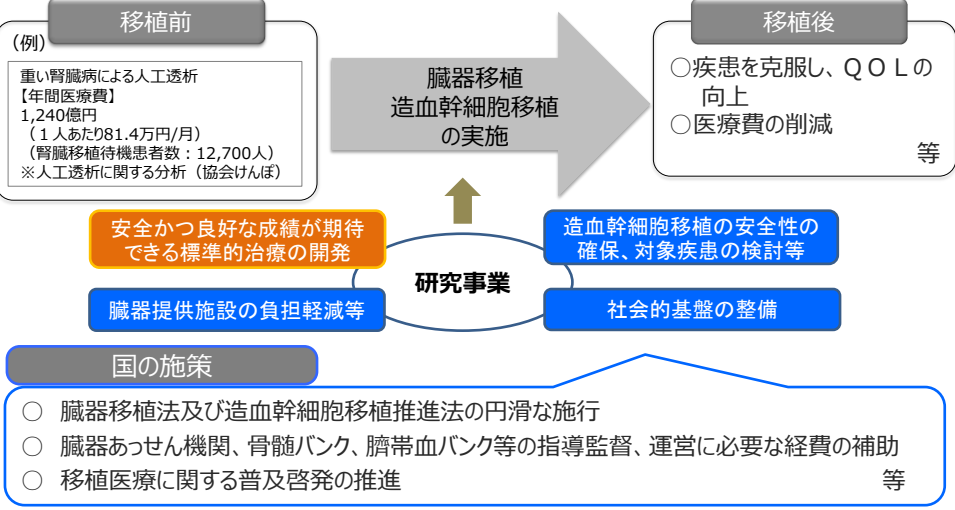 移植前
(例)
重い腎臓病による人工透析
【年間医療費】
1,240億円
（１人あたり81.4万円/月）
（腎臓移植待機患者数：12,700人）
※人工透析に関する分析（協会けんぽ）
臓器移植
造血幹細胞移植
の実施
移植後
○疾患を克服し、ＱＯＬの
向上
○医療費の削減
等
安全かつ良好な成績が期待
できる標準的治療の開発
造血幹細胞移植の安全性の
確保、対象疾患の検討等
研究事業
臓器提供施設の負担軽減等
社会的基盤の整備
国の施策
○ 臓器移植法及び造血幹細胞移植推進法の円滑な施行
○ 臓器あっせん機関、骨髄バンク、臍帯血バンク等の指導監督、運営に必要な経費の補助
○ 移植医療に関する普及啓発の推進 等